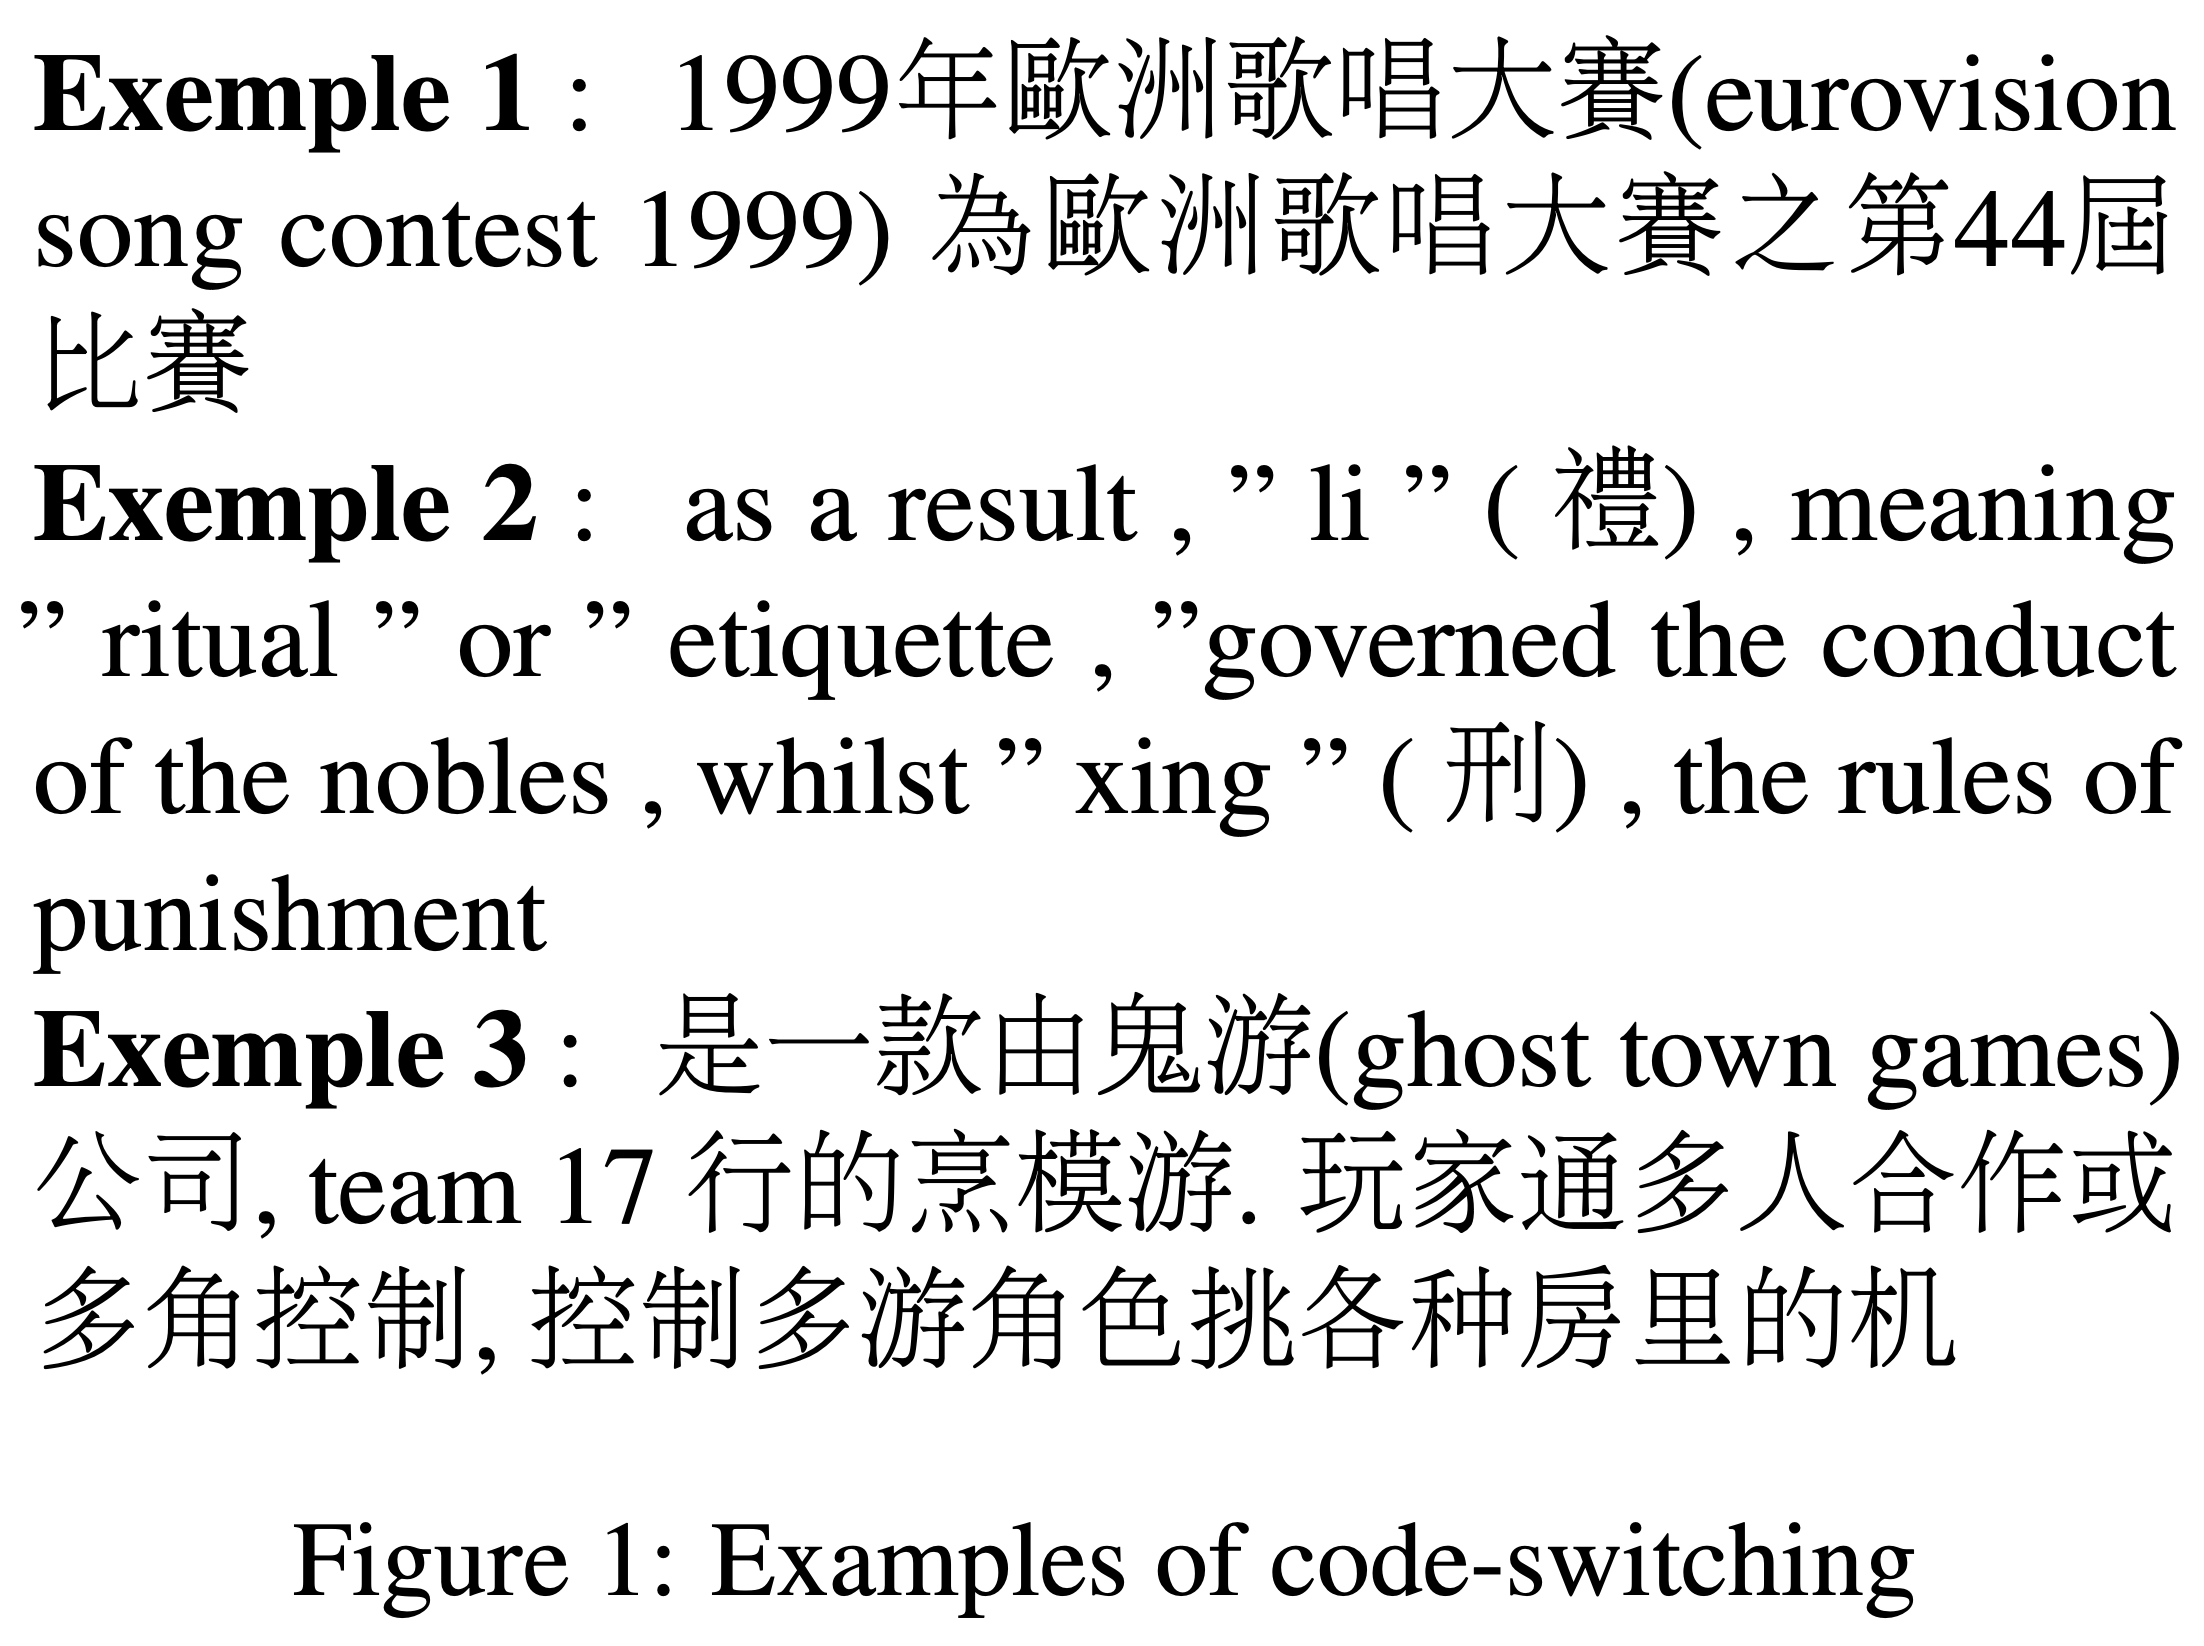 Exemple 1 : 1999年歐洲歌唱大賽(eurovision
song contest 1999) 為歐洲歌唱大賽之第44屆
比賽
Exemple 2 : as a result , ” li ” ( 禮) , meaning
” ritual ” or ” etiquette , ”governed the conduct
of the nobles , whilst ” xing ” ( 刑) , the rules of
punishment
Exemple 3 : 是一款由鬼游(ghost town games)
公司, team 17 行的烹模游. 玩家通多人合作或
多角控制, 控制多游角色挑各种房里的机
Figure 1: Examples of code-switching